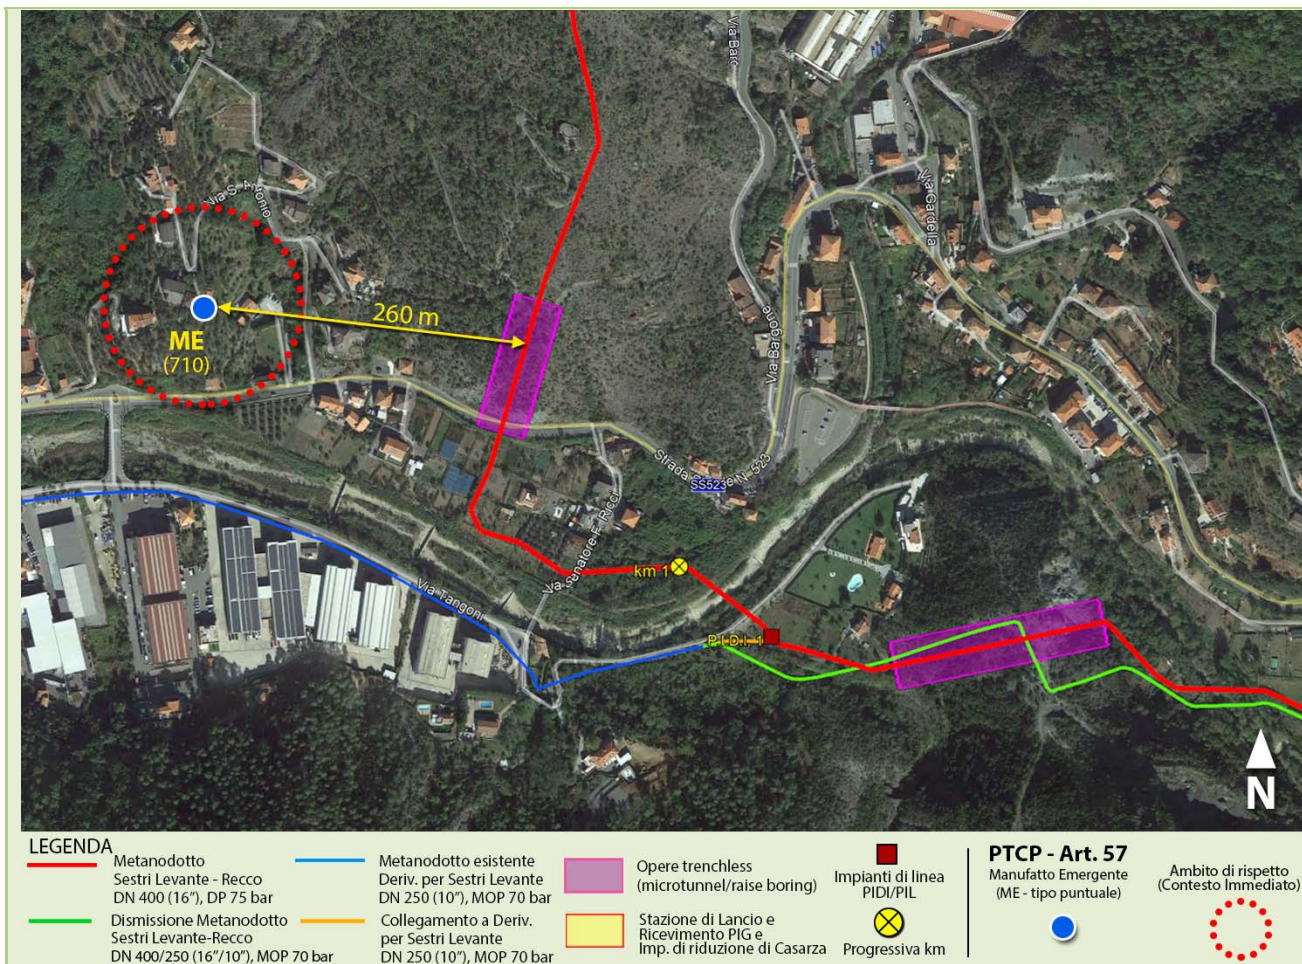 Via Barg
Via S. Antonio
Via Gardella
260 m
ME
(710)
Via Bargone
Strada Statale N. 523
SS523
Via Senatore F. Ricci
km 1
Via Tangoni
P.I.D.I. 1
N
LEGENDA
Metanodotto
Sestri Levante - Recco
DN 400 (16"), DP 75 bar
Dismissione Metanodotto
Sestri Levante-Recco
DN 400/250 (16"/10"), MOP 70 bar
Metanodotto esistente
Deriv. per Sestri Levante
DN 250 (10"), MOP 70 bar
Collegamento a Deriv.
per Sestri Levante
DN 250 (10"), MOP 70 bar
Opere trenchless
(microtunnel/raise boring)
Stazione di Lancio e
Ricevimento PIG e
Imp. di riduzione di Casarza
Impianti di linea
PIDI/PIL
Progressiva km
PTCP - Art. 57
Manufatto Emergente
(ME - tipo puntuale)
Ambito di rispetto
(Contesto Immediato)